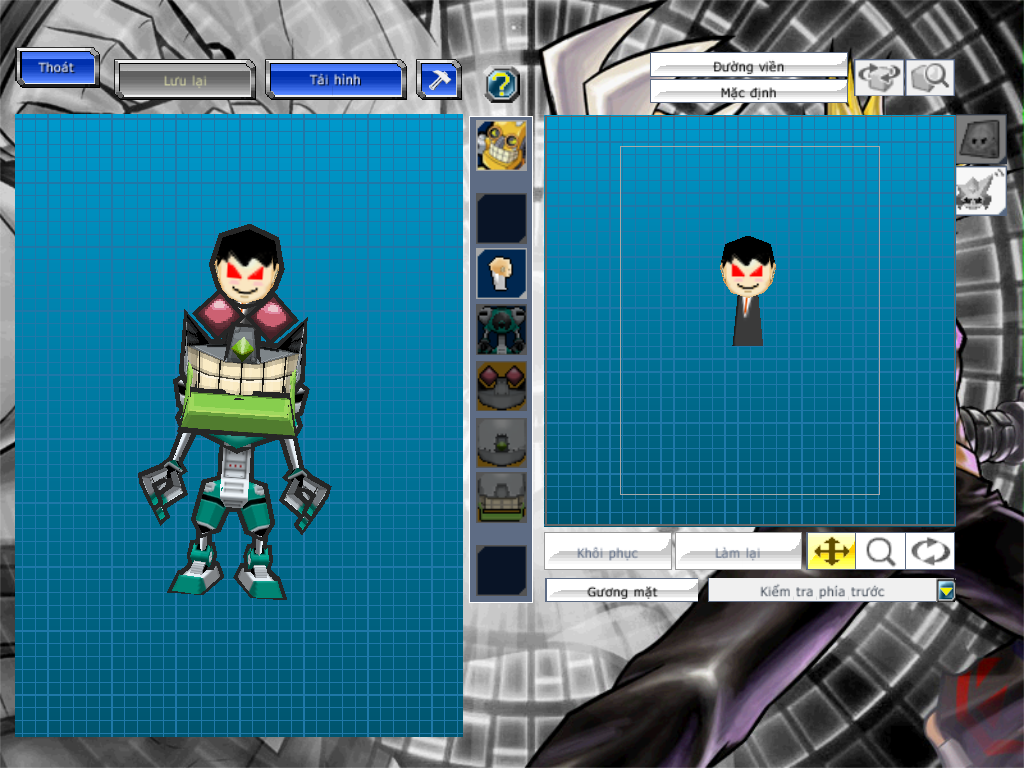 Thoát
Lưu lại
Tải hình
?
Đường viền
Mặc định
Khôi phục
Làm lại
Gương mặt
Kiểm tra phía trước